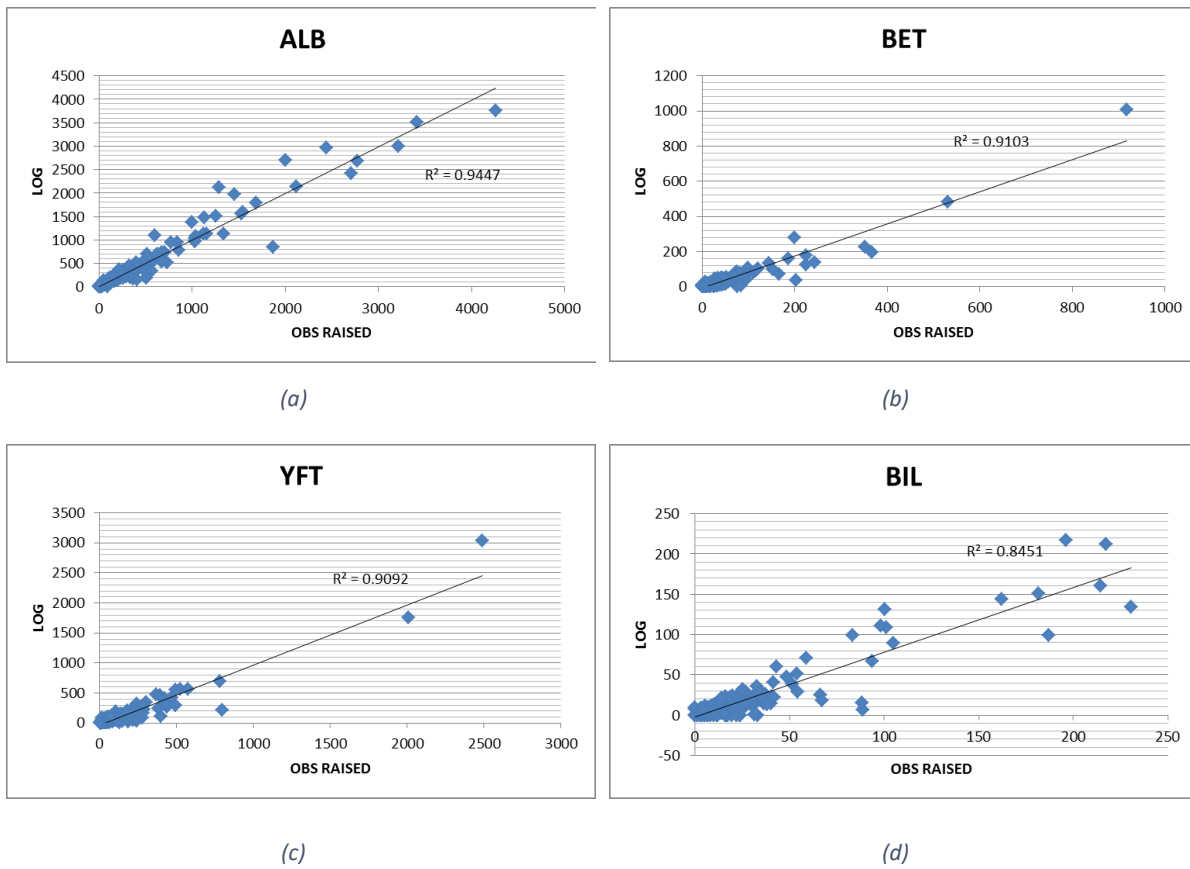 ALB
4500
4000
3500
3000
2500
2000
1500
1000
500
0
LOG
R² = 0.9447
0 1000 2000 3000 4000 5000
OBS RAISED
(a)
BET
1200
1000
800
600
400
200
0
LOG
R² = 0.9103
0 200 400 600 800 1000
OBS RAISED
(b)
YFT
3500
3000
2500
2000
1500
1000
500
0
LOG
R² = 0.9092
0 500 1000 1500 2000 2500 3000
OBS RAISED
(c)
BIL
250
200
150
100
50
0
-50
LOG
R² = 0.8451
0 50 100 150 200 250
OBS RAISED
(d)